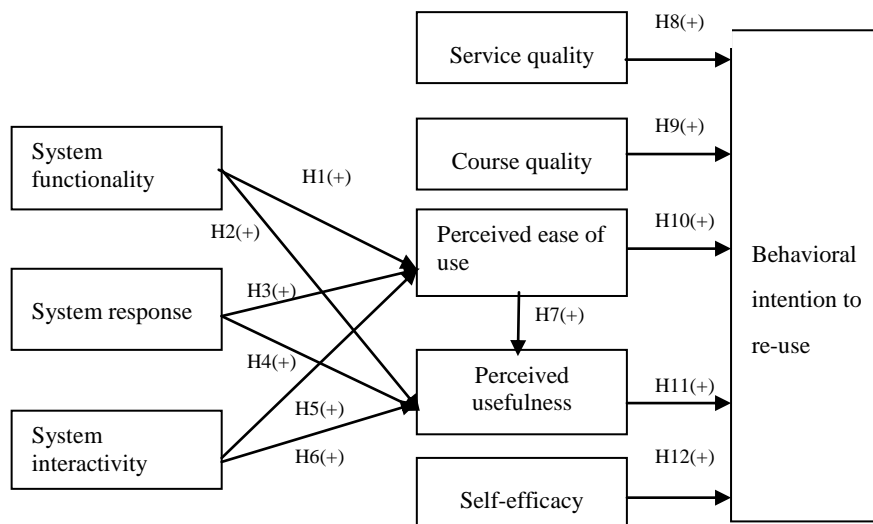 H8(+)
Service quality
H9(+)
System
functionality
Course quality
H1(+)
H2(+)
Perceived ease of
use
H10(+)
Behavioral
intention to
re-use
H3(+)
System response
H7(+)
H4(+)
Perceived
usefulness
H11(+)
H5(+)
System
interactivity
H6(+)
H12(+)
Self-efficacy